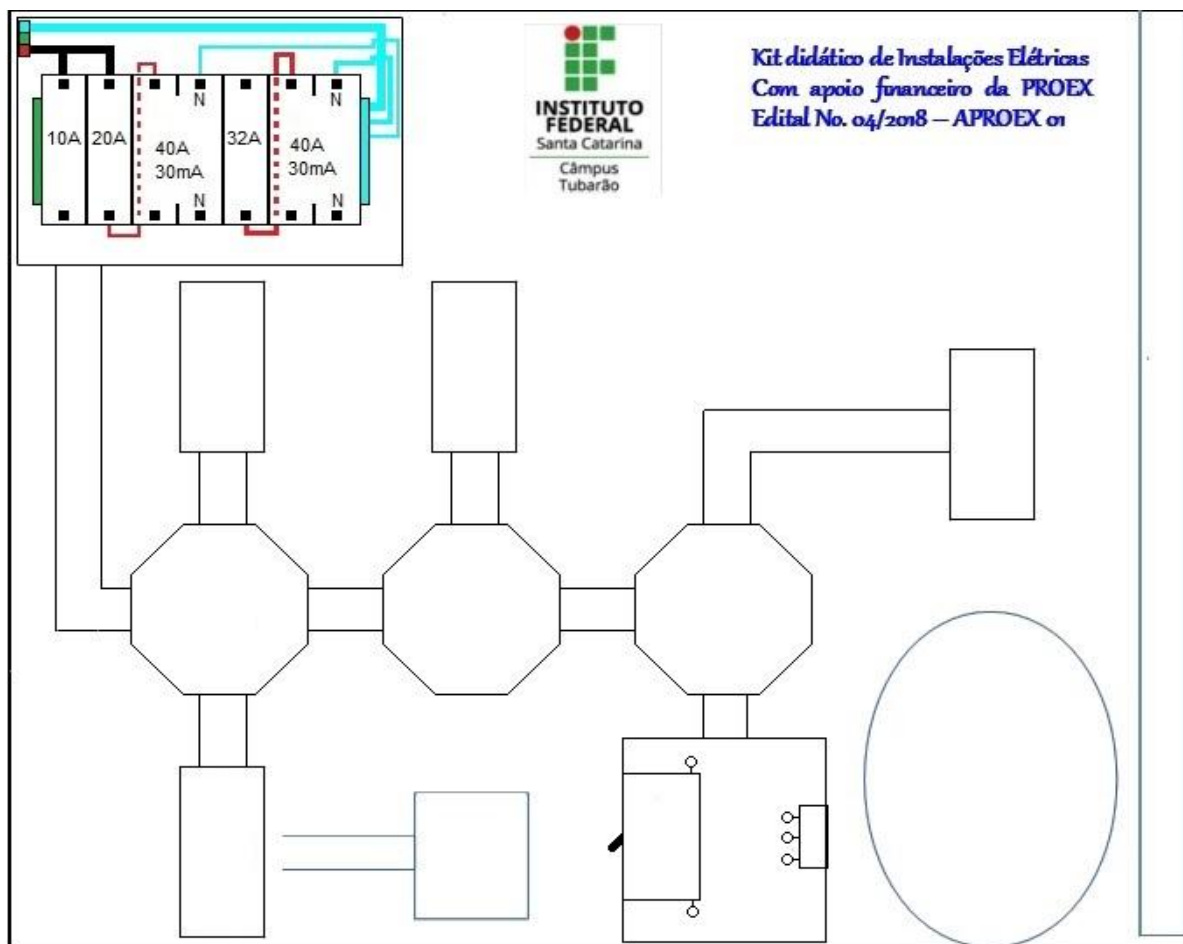 Kit didático de Instalações Elétricas
Com apoio financeiro da PROEX
Edital No. 04/2018 – APROEX 01
INSTITUTO
FEDERAL
Santa Catarina
Câmpus
Tubarão
N
N
10A
20A
40A
30mA
32A
40A
30mA
N
N